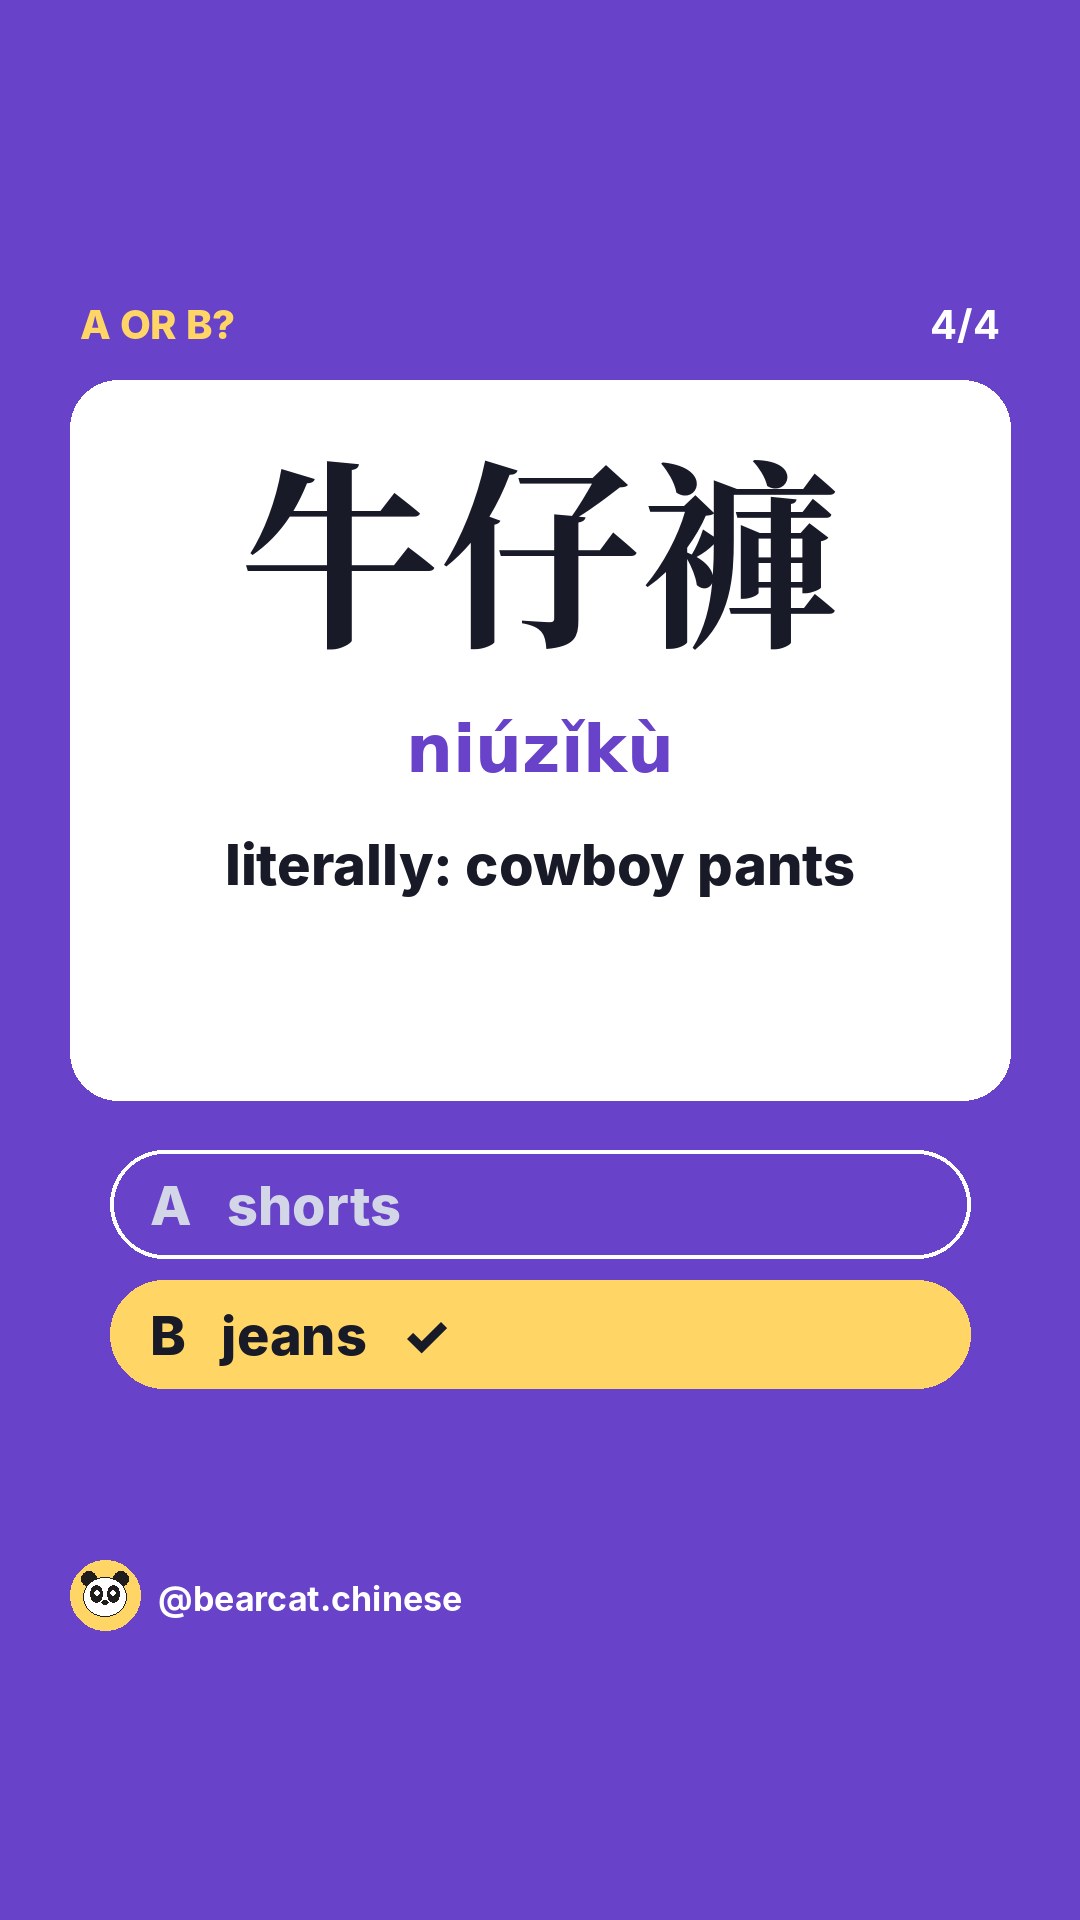 A OR B?
4/4
牛仔褲
niúzǐkù
literally: cowboy pants
A shorts
B jeans ✓
@bearcat.chinese